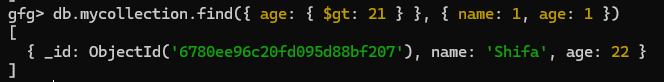 gfg> db.mycollection.find({ age: { $gt: 21 } }, { name: 1, age: 1 })
[
  { _id: ObjectId('6780ee96c20fd095d88bf207'), name: 'Shifa', age: 22 }
]